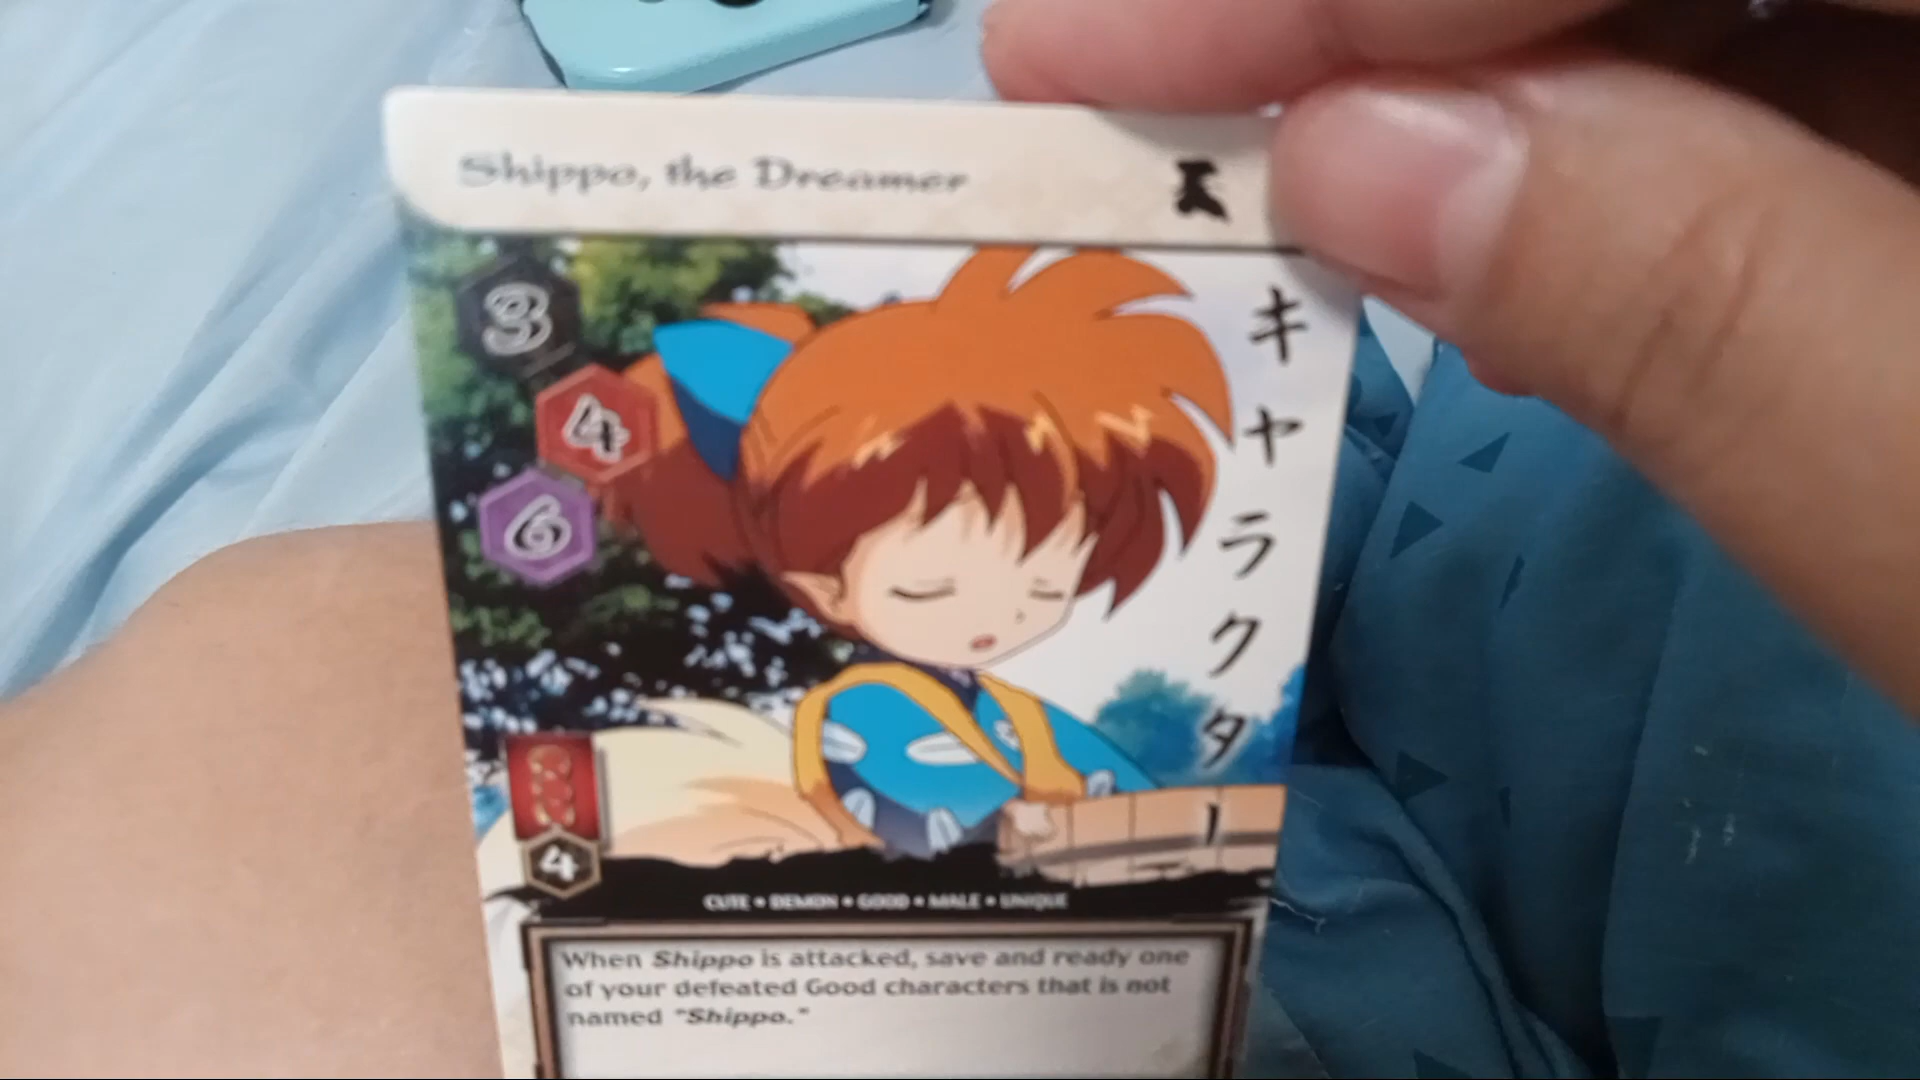 Shippo, the Dreamer
3
4
6
キャラクター
4
CUTE • DEMON • GOOD • MALE • UNIQUE
When Shippo is attacked, save and ready one
of your defeated Good characters that is not
named "Shippo."